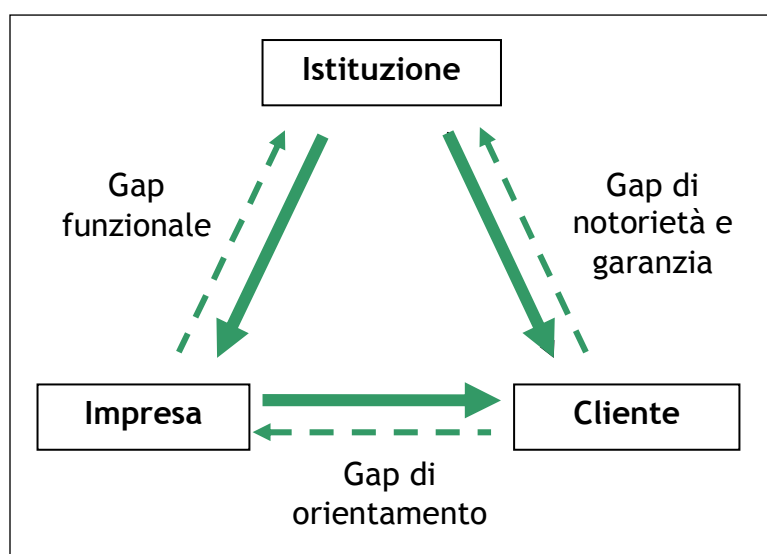 Istituzione
Gap
funzionale
Gap di
notorietà e
garanzia
Impresa
Cliente
Gap di
orientamento